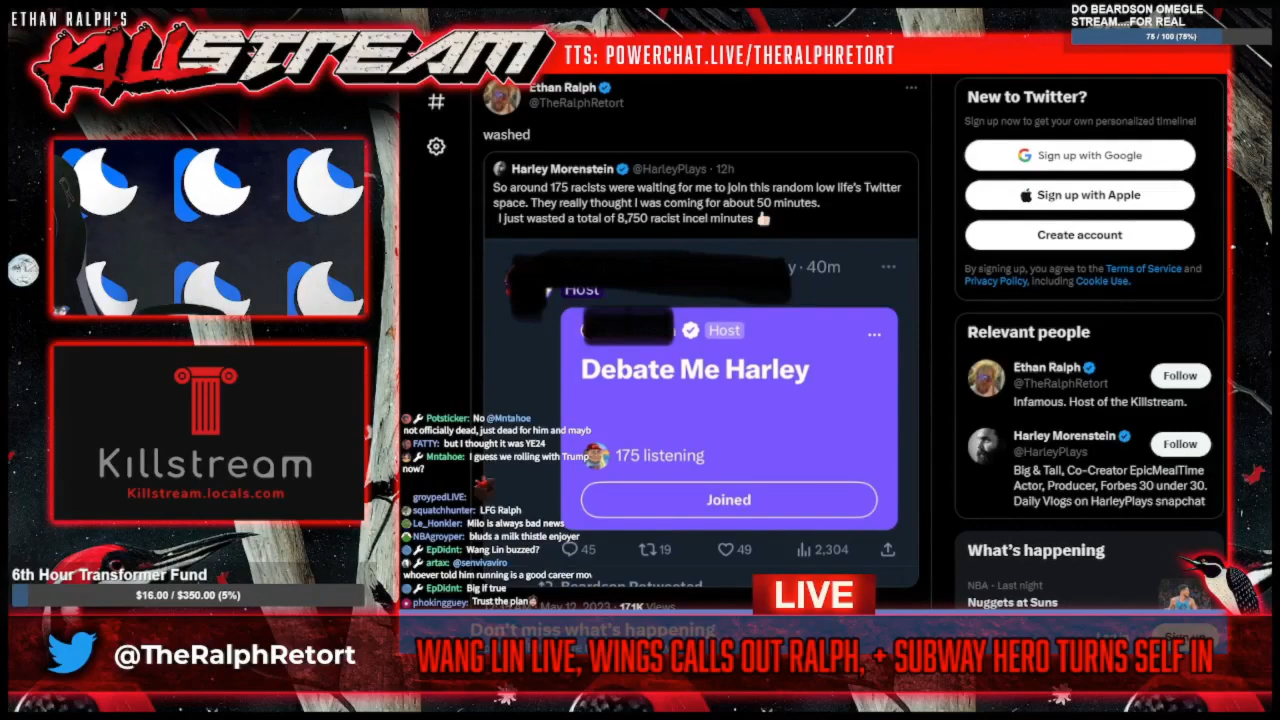 ETHAN RALPH'S
KILLSTREAM
TTS: POWERCHAT.LIVE/THERALPHRETORT
DO BEARDSON OMEGLE
STREAM....FOR REAL
75 / 100 (75%)
Ethan Ralph
@TheRalphRetort
washed
Harley Morenstein @HarleyPlays · 12h
So around 175 racists were waiting for me to join this random low life's Twitter
space. They really thought I was coming for about 50 minutes.
I just wasted a total of 8,750 racist incel minutes
y · 40m
Host
Host
Debate Me Harley
175 listening
Joined
45 19 49 2,304
Beardson Retweeted
May 12, 2023 · 171K Views
Don't miss what's happening
New to Twitter?
Sign up now to get your own personalized timeline!
Sign up with Google
Sign up with Apple
Create account
By signing up, you agree to the Terms of Service and
Privacy Policy, including Cookie Use.
Relevant people
Ethan Ralph
@TheRalphRetort
Follow
Infamous. Host of the Killstream.
Harley Morenstein
@HarleyPlays
Follow
Big & Tall, Co-Creator EpicMealTime
Actor, Producer, Forbes 30 under 30.
Daily Vlogs on HarleyPlays snapchat
What's happening
NBA · Last night
Nuggets at Suns
Potsticker: No @Mntahoe
not officially dead, just dead for him and mayb
FATTY: but I thought it was YE24
Mntahoe: I guess we rolling with Trump
now?
groypedLIVE:
squatchhunter: LFG Ralph
Le_Honkler: Milo is always bad news
NBAgroyper: bluds a milk thistle enjoyer
EpDidnt: Wang Lin buzzed?
artax: @senvivaviro
whoever told him running is a good career mov
EpDidnt: Big if true
phokingguey: Trust the plan
Killstream
Killstream.locals.com
6th Hour Transformer Fund
$16.00 / $350.00 (5%)
LIVE
@TheRalphRetort
WANG LIN LIVE, WINGS CALLS OUT RALPH, + SUBWAY HERO TURNS SELF IN